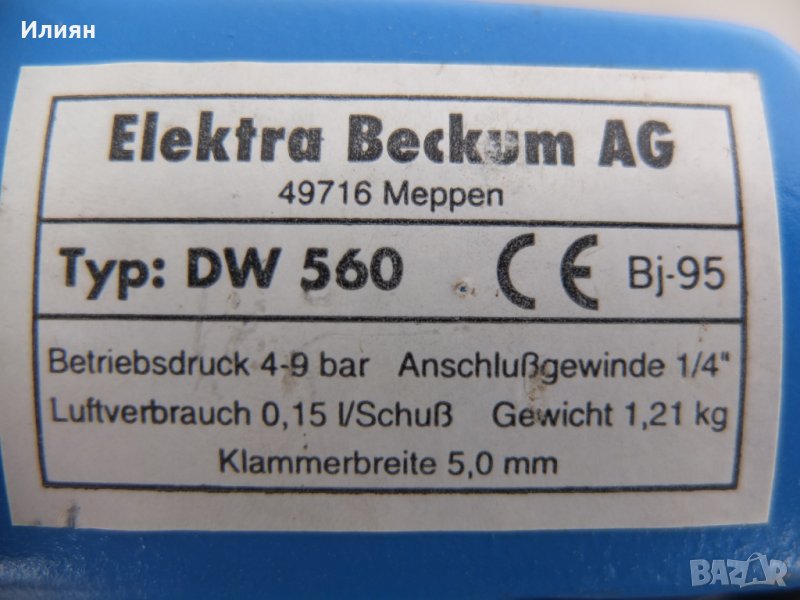 Илиян
Elektra Beckum AG
49716 Meppen
Typ: DW 560 CE Bj-95
Betriebsdruck 4-9 bar Anschlußgewinde 1/4"
Luftverbrauch 0,15 l/Schuß Gewicht 1,21 kg
Klammerbreite 5,0 mm
BAZAR